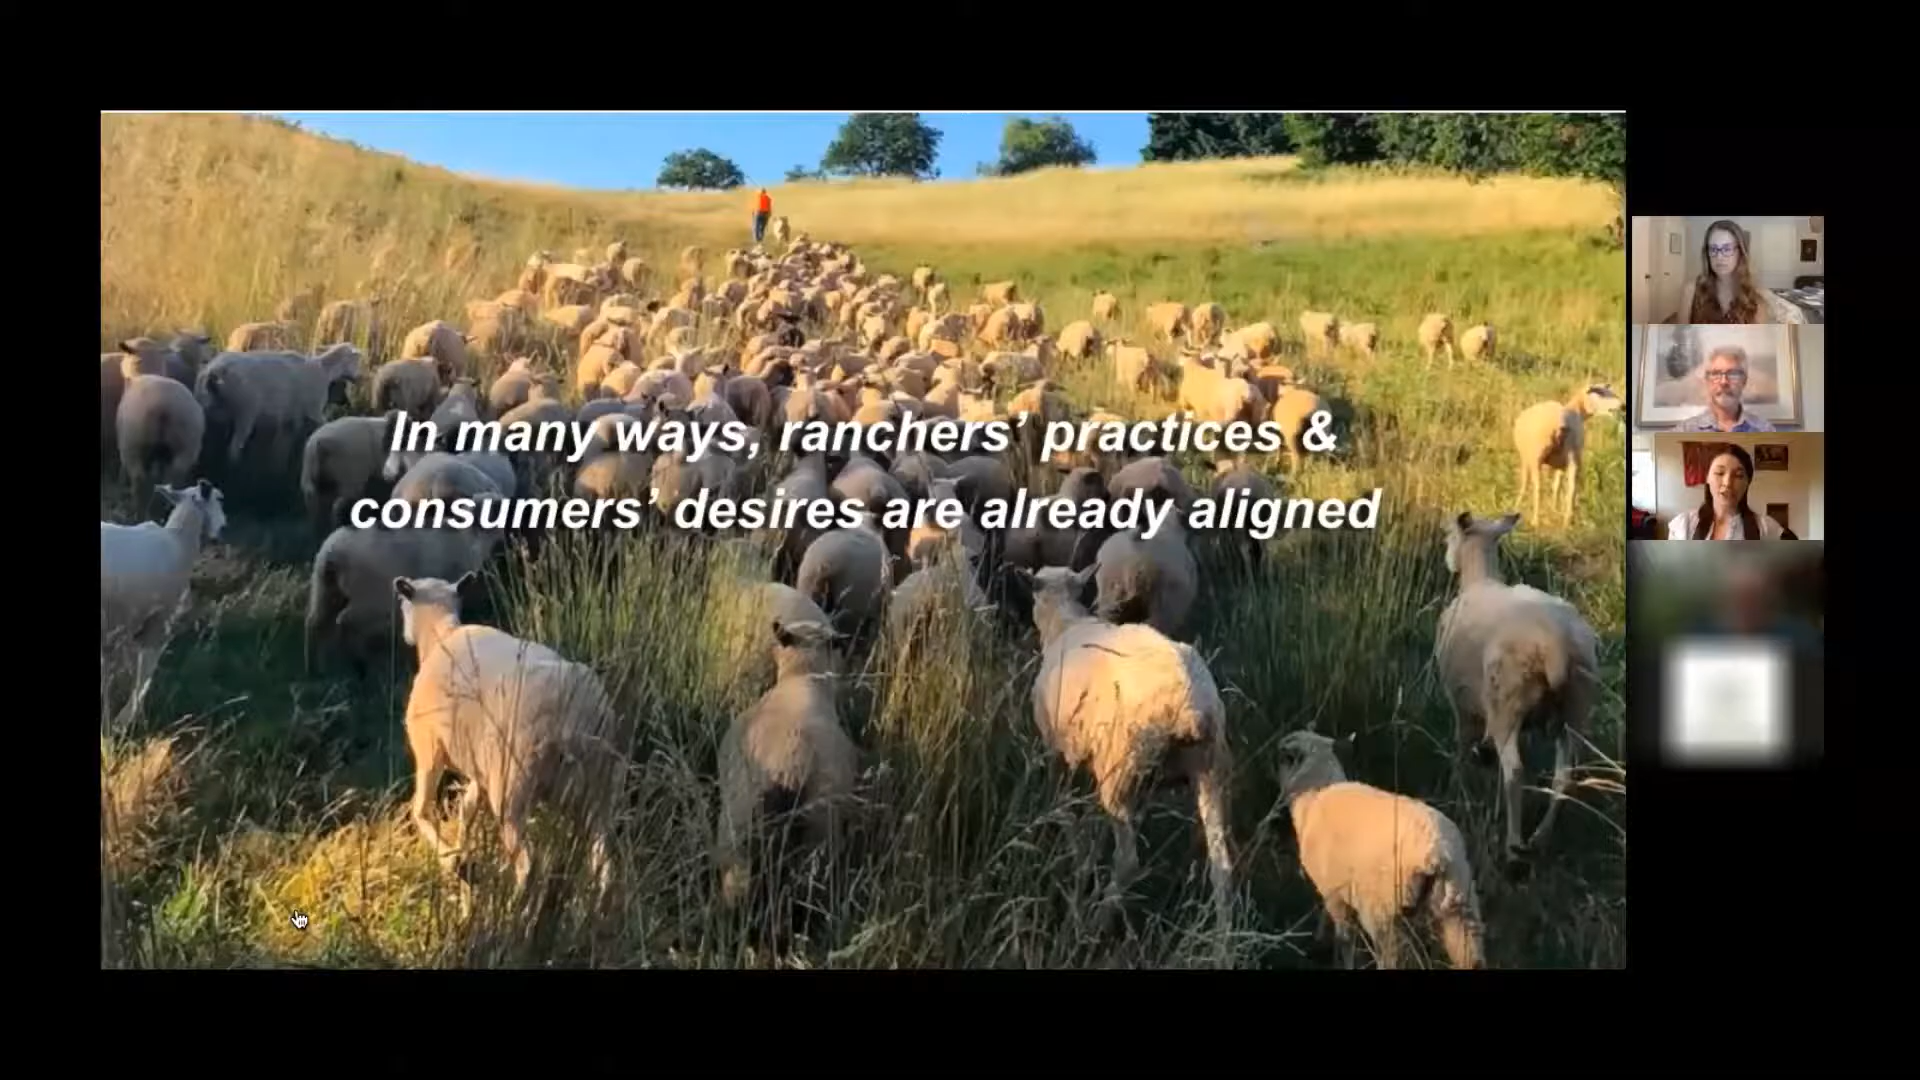 In many ways, ranchers’ practices &
consumers’ desires are already aligned